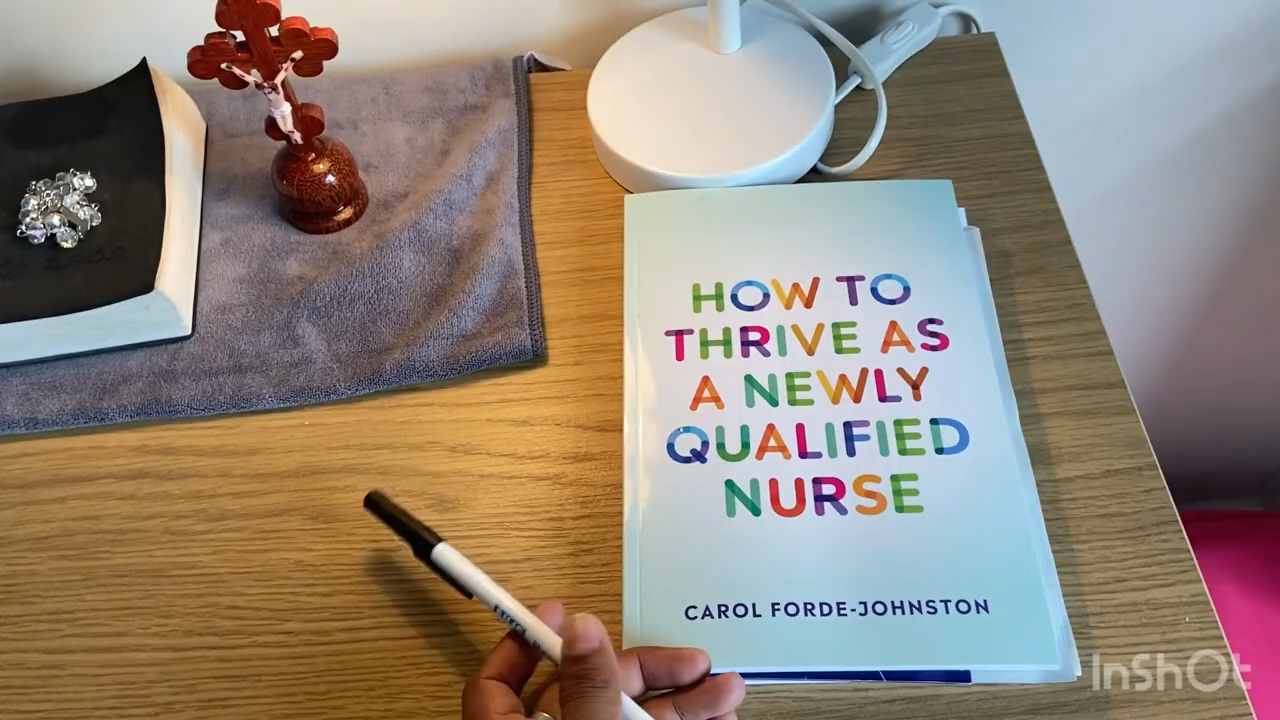 HOW TO
THRIVE AS
A NEWLY
QUALIFIED
NURSE
CAROL FORDE-JOHNSTON
InShOt